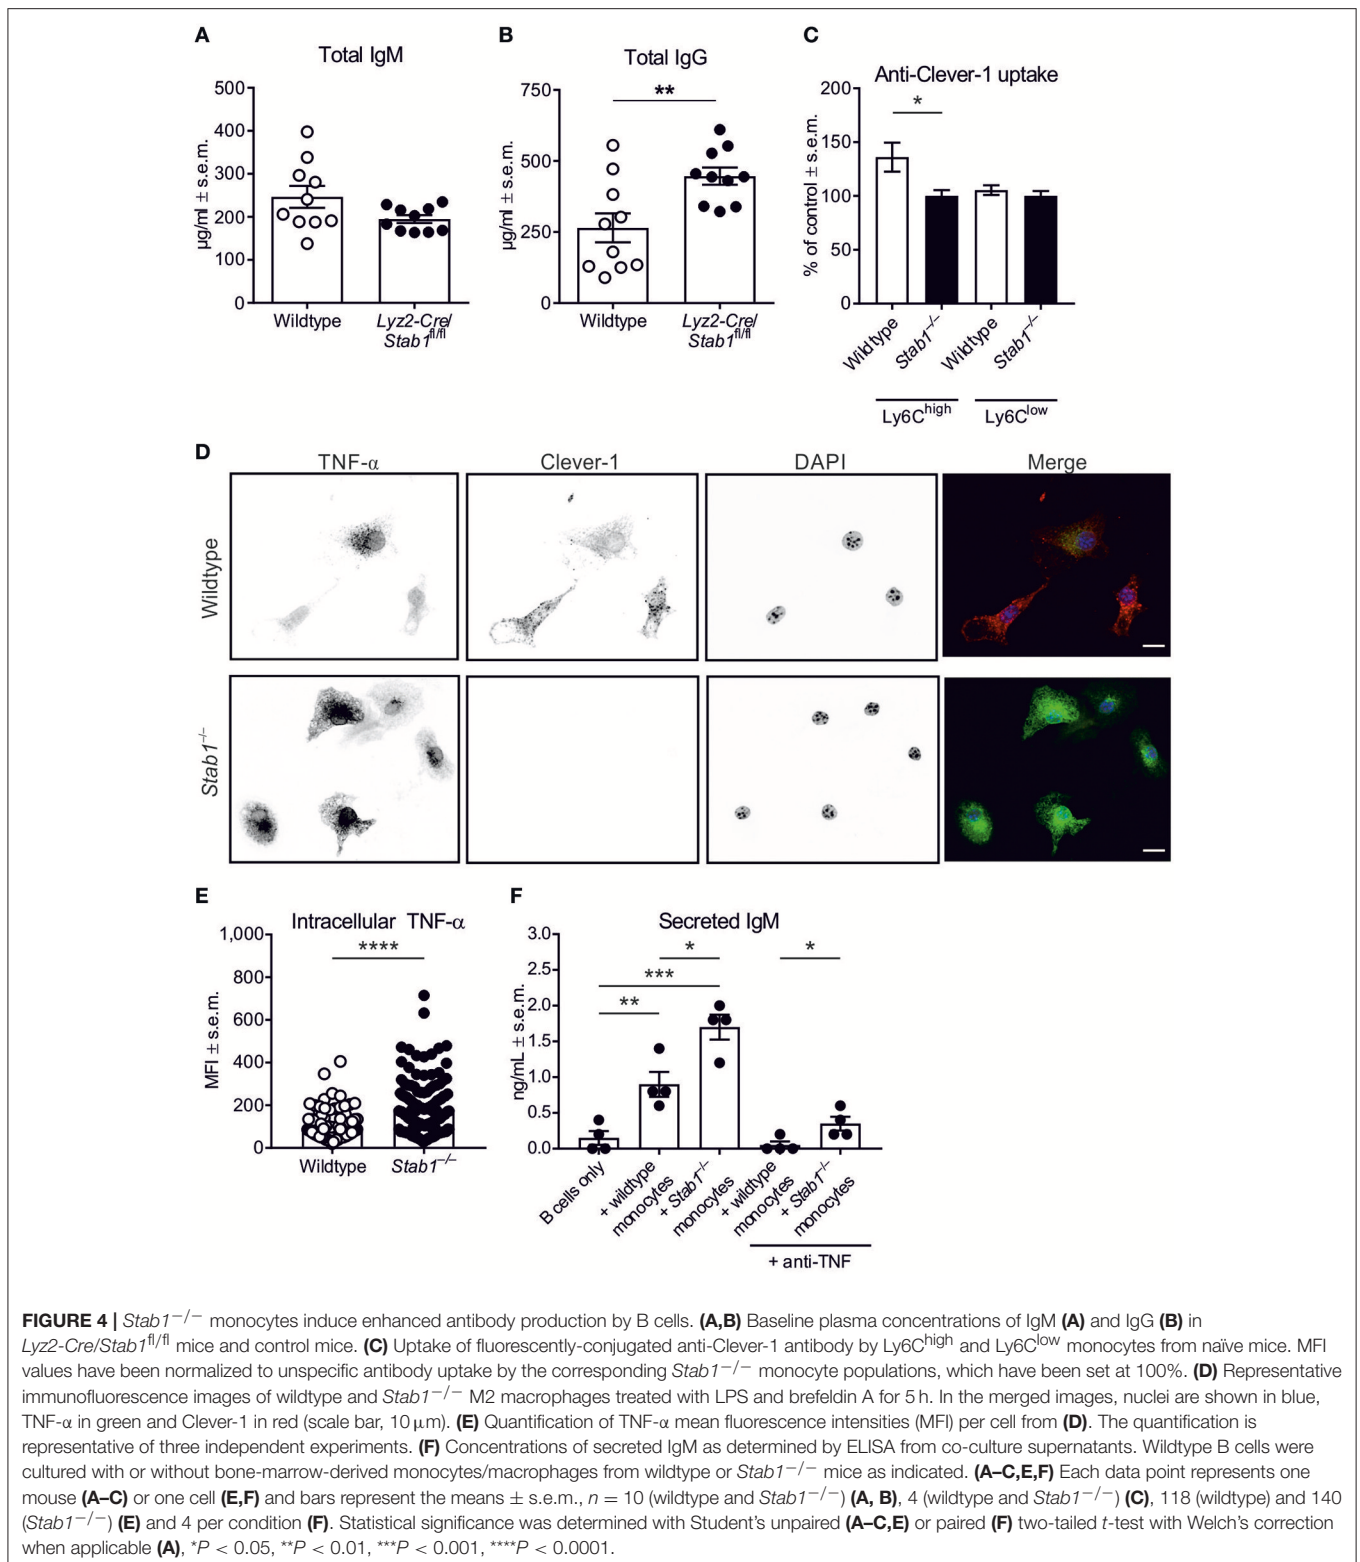 A
Total IgM
µg/ml ± s.e.m.
500
400
300
200
100
0
Wildtype
Lyz2-Cre/
Stab1fl/fl
B
Total IgG
**
µg/ml ± s.e.m.
750
500
250
0
Wildtype
Lyz2-Cre/
Stab1fl/fl
C
Anti-Clever-1 uptake
*
% of control ± s.e.m.
200
150
100
50
0
Wildtype
Stab1−/−
Wildtype
Stab1−/−
Ly6Chigh
Ly6Clow
D
TNF-α
Clever-1
DAPI
Merge
Wildtype
Stab1−/−
E
Intracellular TNF-α
****
MFI ± s.e.m.
1,000
800
600
400
200
0
Wildtype
Stab1−/−
F
Secreted IgM
*
*
***
**
ng/mL ± s.e.m.
3.0
2.5
2.0
1.5
1.0
0.5
0.0
B cells only
+ wildtype
monocytes
+ Stab1−/−
monocytes
+ wildtype
monocytes
+ Stab1−/−
monocytes
+ anti-TNF
FIGURE 4 | Stab1−/− monocytes induce enhanced antibody production by B cells. (A,B) Baseline plasma concentrations of IgM (A) and IgG (B) in
Lyz2-Cre/Stab1fl/fl mice and control mice. (C) Uptake of fluorescently-conjugated anti-Clever-1 antibody by Ly6Chigh and Ly6Clow monocytes from naïve mice. MFI
values have been normalized to unspecific antibody uptake by the corresponding Stab1−/− monocyte populations, which have been set at 100%. (D) Representative
immunofluorescence images of wildtype and Stab1−/− M2 macrophages treated with LPS and brefeldin A for 5 h. In the merged images, nuclei are shown in blue,
TNF-α in green and Clever-1 in red (scale bar, 10 µm). (E) Quantification of TNF-α mean fluorescence intensities (MFI) per cell from (D). The quantification is
representative of three independent experiments. (F) Concentrations of secreted IgM as determined by ELISA from co-culture supernatants. Wildtype B cells were
cultured with or without bone-marrow-derived monocytes/macrophages from wildtype or Stab1−/− mice as indicated. (A–C,E,F) Each data point represents one
mouse (A–C) or one cell (E,F) and bars represent the means ± s.e.m., n = 10 (wildtype and Stab1−/−) (A, B), 4 (wildtype and Stab1−/−) (C), 118 (wildtype) and 140
(Stab1−/−) (E) and 4 per condition (F). Statistical significance was determined with Student's unpaired (A–C,E) or paired (F) two-tailed t-test with Welch's correction
when applicable (A), *P < 0.05, **P < 0.01, ***P < 0.001, ****P < 0.0001.